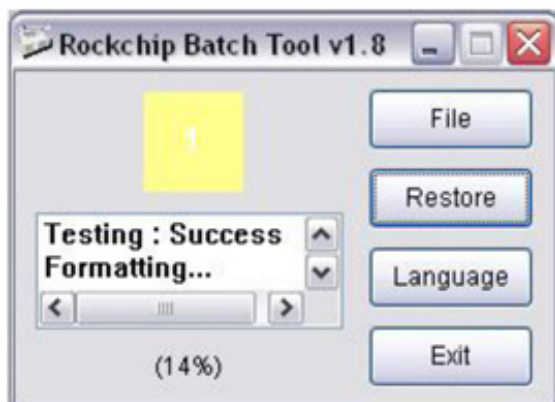 Rockchip Batch Tool v1.8
1
File
Testing : Success
Formatting...
(14%)
Restore
Language
Exit